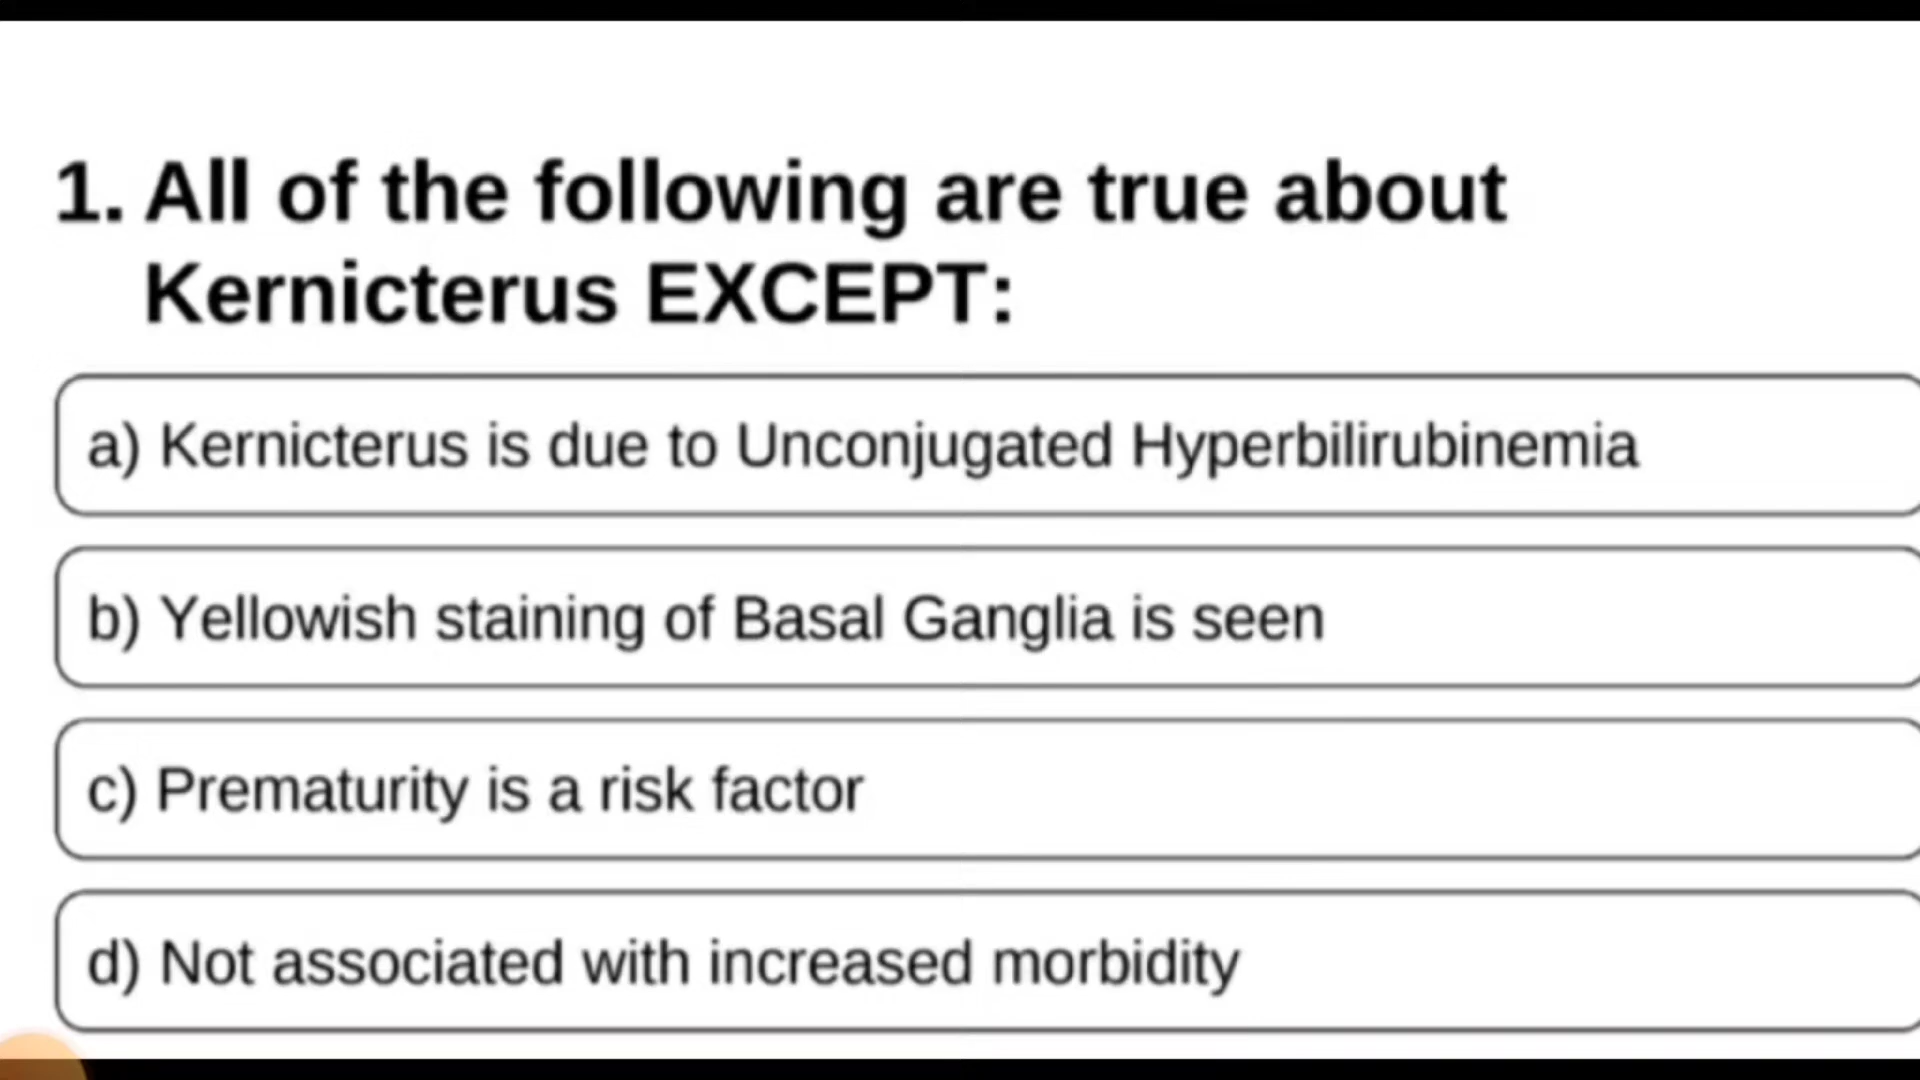 1. All of the following are true about
Kernicterus EXCEPT:
a) Kernicterus is due to Unconjugated Hyperbilirubinemia
b) Yellowish staining of Basal Ganglia is seen
c) Prematurity is a risk factor
d) Not associated with increased morbidity